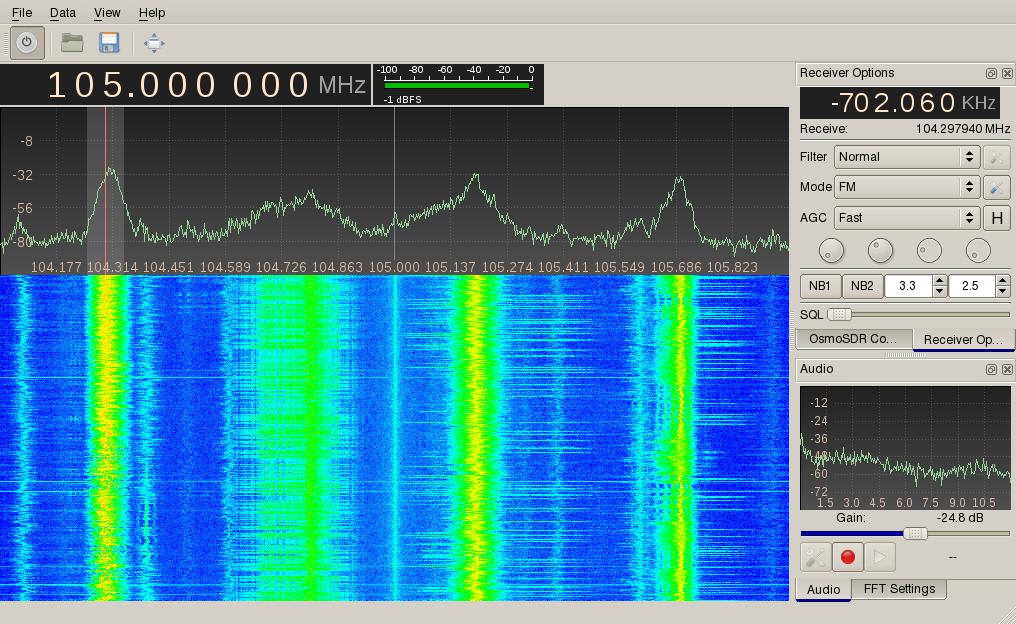 File Data View Help
105.000 000 MHz
-100 -80 -60 -40 -20 0
-1 dBFS
-8
-32
-56
-80
104.177 104.314 104.451 104.589 104.726 104.863 105.000 105.137 105.274 105.411 105.549 105.686 105.823
Receiver Options
-702.060 KHz
Receive: 104.297940 MHz
Filter Normal
Mode FM
AGC Fast H
NB1 NB2 3.3 2.5
SQL
OsmoSDR Co... Receiver Op...
Audio
-12
-24
-36
-48
-60
-72
1.5 3.0 4.5 6.0 7.5 9.0 10.5
Gain: -24.8 dB
--
Audio FFT Settings